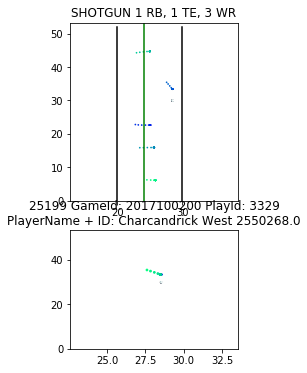 SHOTGUN 1 RB, 1 TE, 3 WR
50
40
30
20
10
0
20 30
25199 GameId: 2017100200 PlayId: 3329
PlayerName + ID: Charcandrick West 2550268.0
40
20
0
25.0 27.5 30.0 32.5